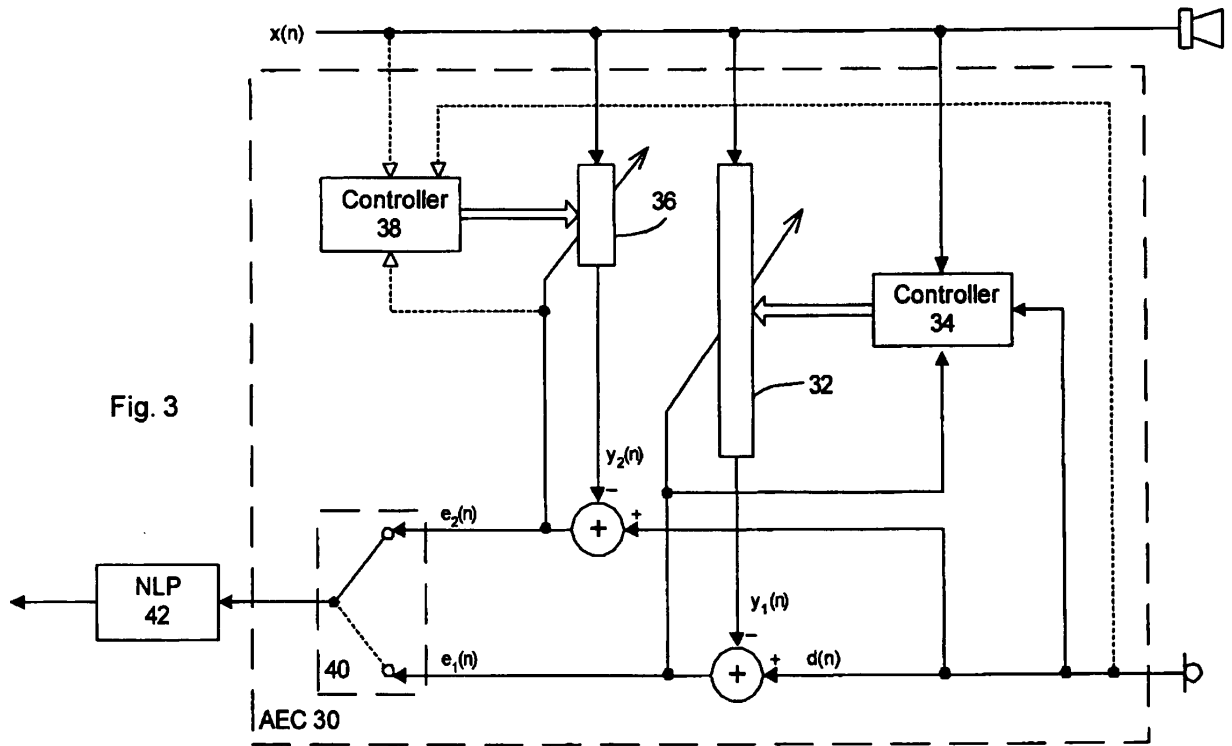 x(n)
Controller
38
36
Controller
34
32
Fig. 3
y₂(n)
−
e₂(n)
+
+
NLP
42
y₁(n)
−
40
e₁(n)
+
+
d(n)
AEC 30